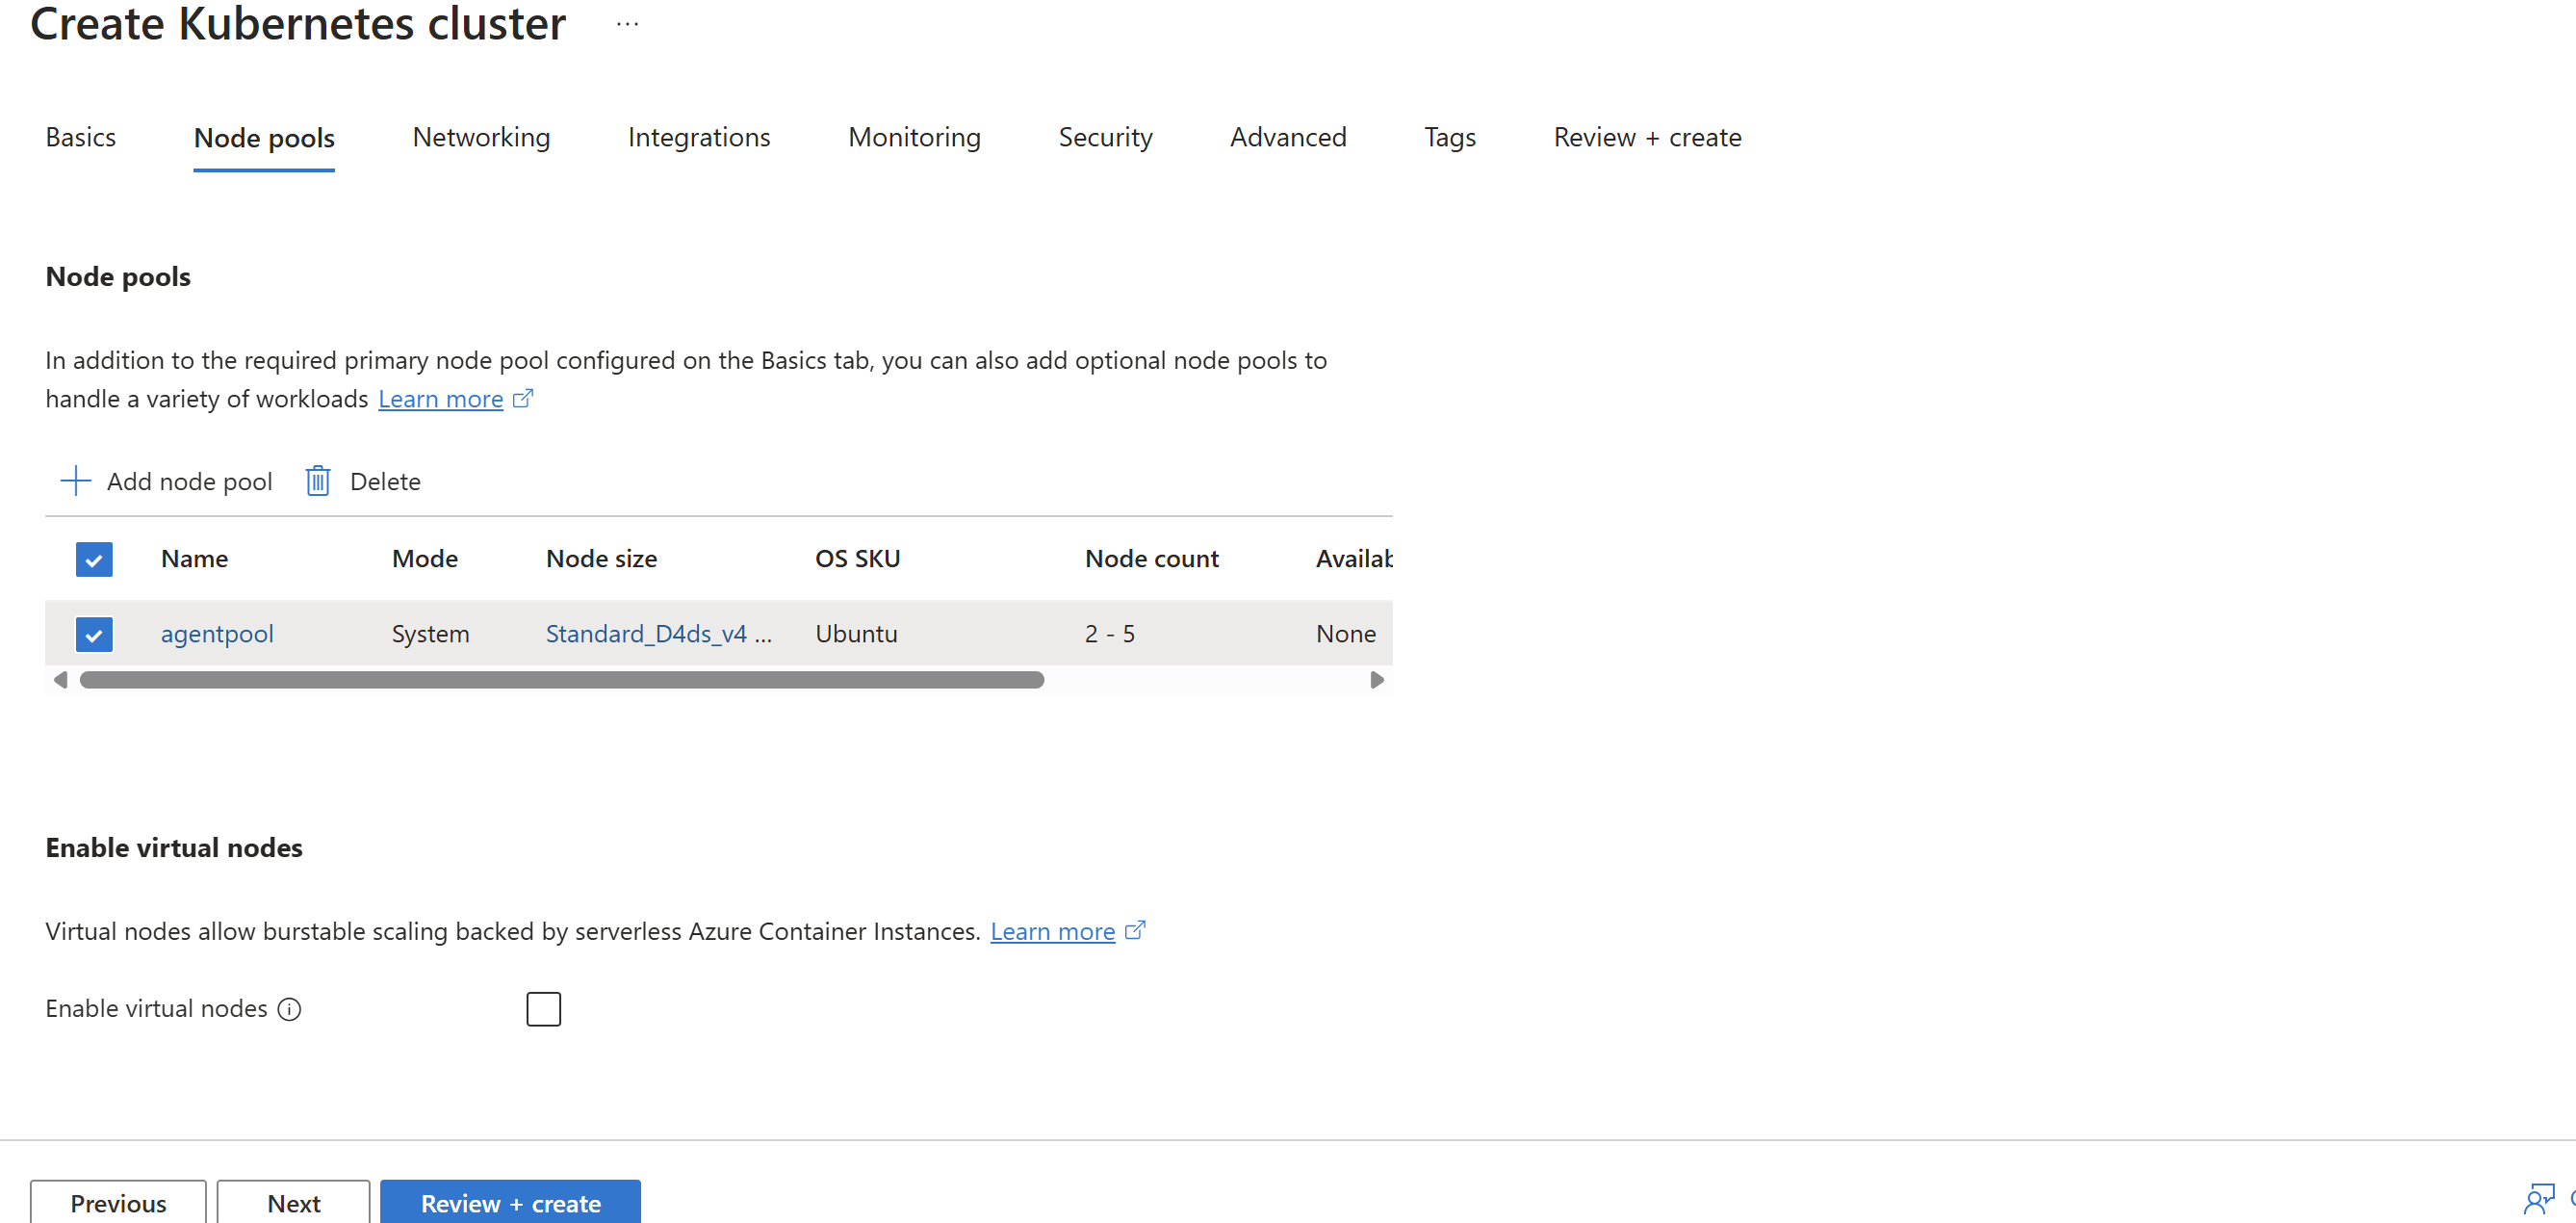 Create Kubernetes cluster ...
Basics Node pools Networking Integrations Monitoring Security Advanced Tags Review + create
Node pools
In addition to the required primary node pool configured on the Basics tab, you can also add optional node pools to
handle a variety of workloads Learn more
Add node pool Delete
Name Mode Node size OS SKU Node count Availab
agentpool System Standard_D4ds_v4 ... Ubuntu 2 - 5 None
Enable virtual nodes
Virtual nodes allow burstable scaling backed by serverless Azure Container Instances. Learn more
Enable virtual nodes
Previous Next Review + create